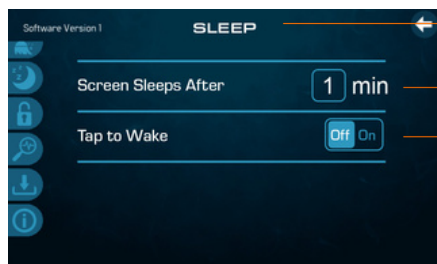 Software Version 1
SLEEP
Screen Sleeps After 1 min
Tap to Wake Off On